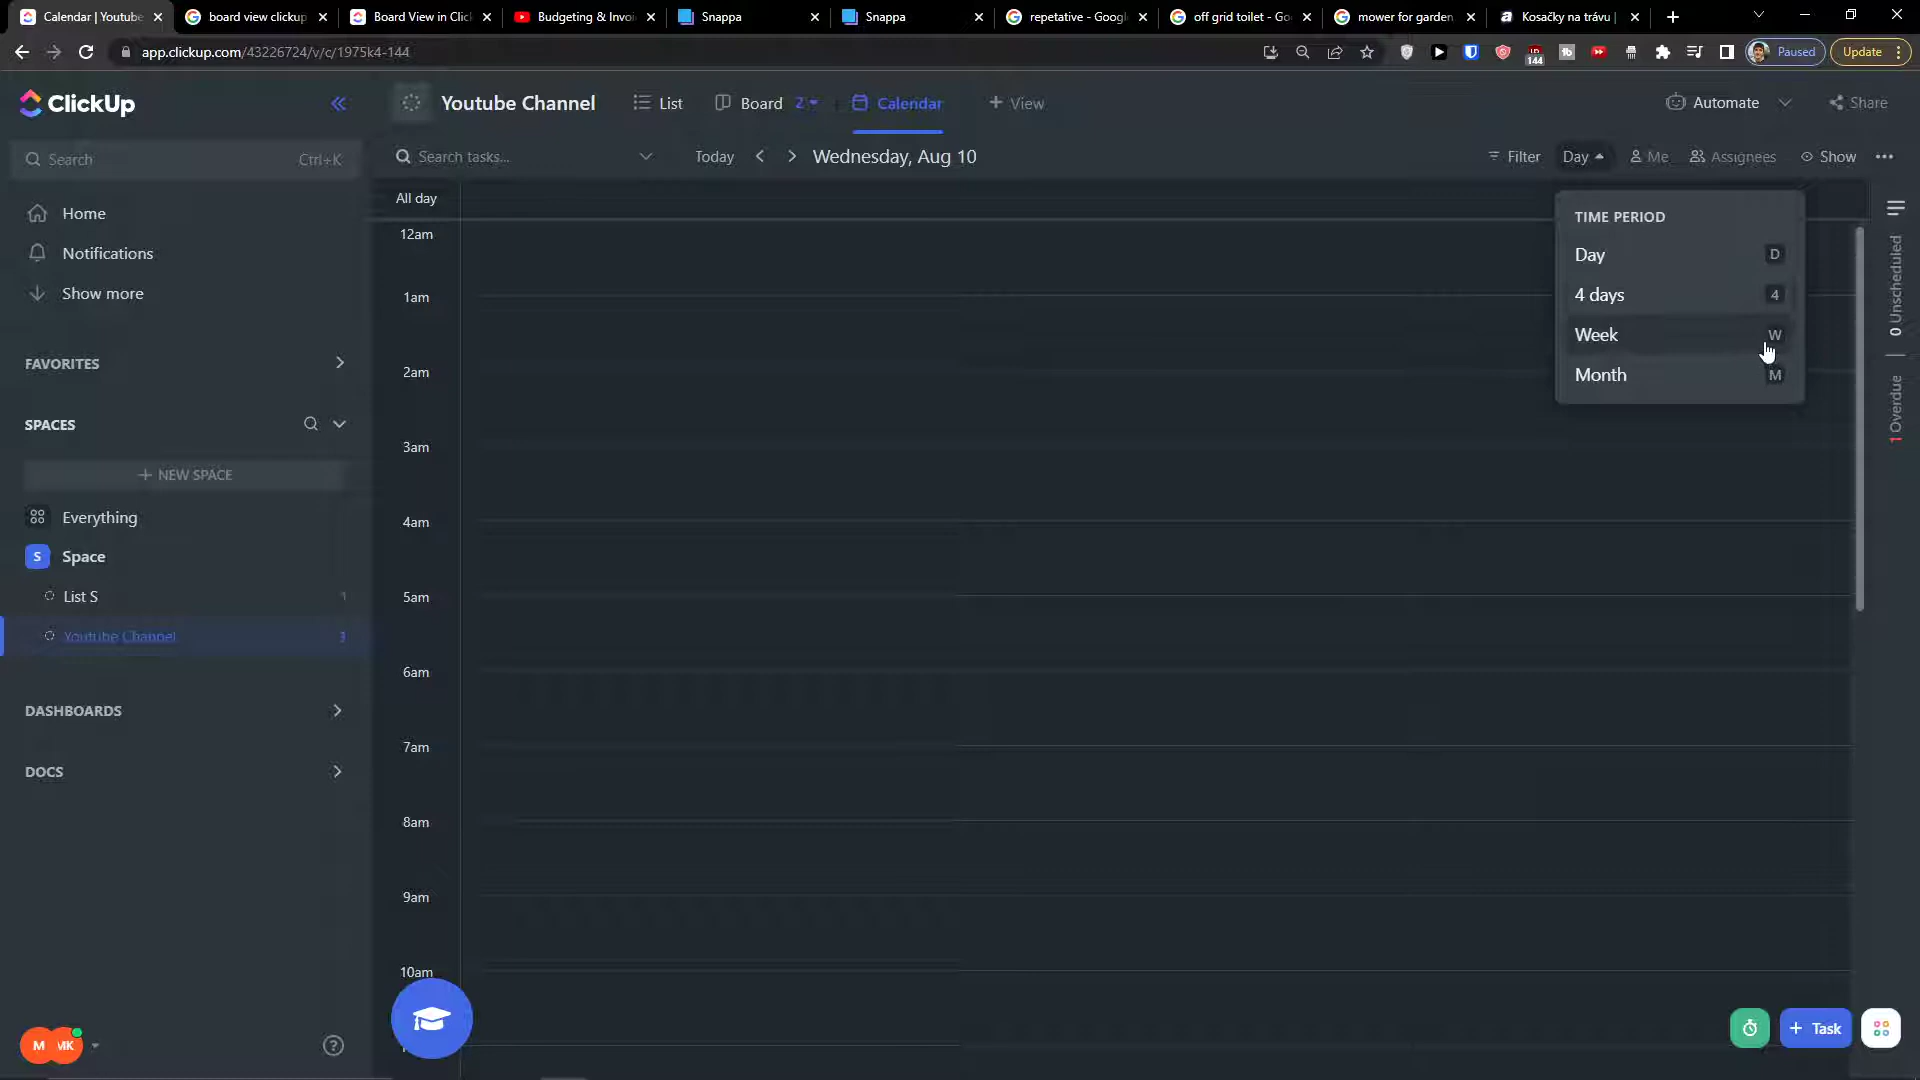 Calendar | Youtube
board view clickup
Board View in Clic
Budgeting & Invoi
Snappa
Snappa
repetative - Googl
off grid toilet - Go
mower for garden
Kosačky na trávu |
app.clickup.com/43226724/v/c/1975k4-144
144
Paused
Update
ClickUp
Youtube Channel
List
Board 2
Calendar
+ View
Automate
Share
Search Ctrl+K
Search tasks...
Today
Wednesday, Aug 10
Filter
Day
Me
Assignees
Show
Home
Notifications
Show more
FAVORITES
SPACES
+ NEW SPACE
Everything
S Space
List S 1
Youtube Channel 3
DASHBOARDS
DOCS
M MK
?
All day
12am
1am
2am
3am
4am
5am
6am
7am
8am
9am
10am
TIME PERIOD
Day D
4 days 4
Week W
Month M
0 Unscheduled
1 Overdue
+ Task